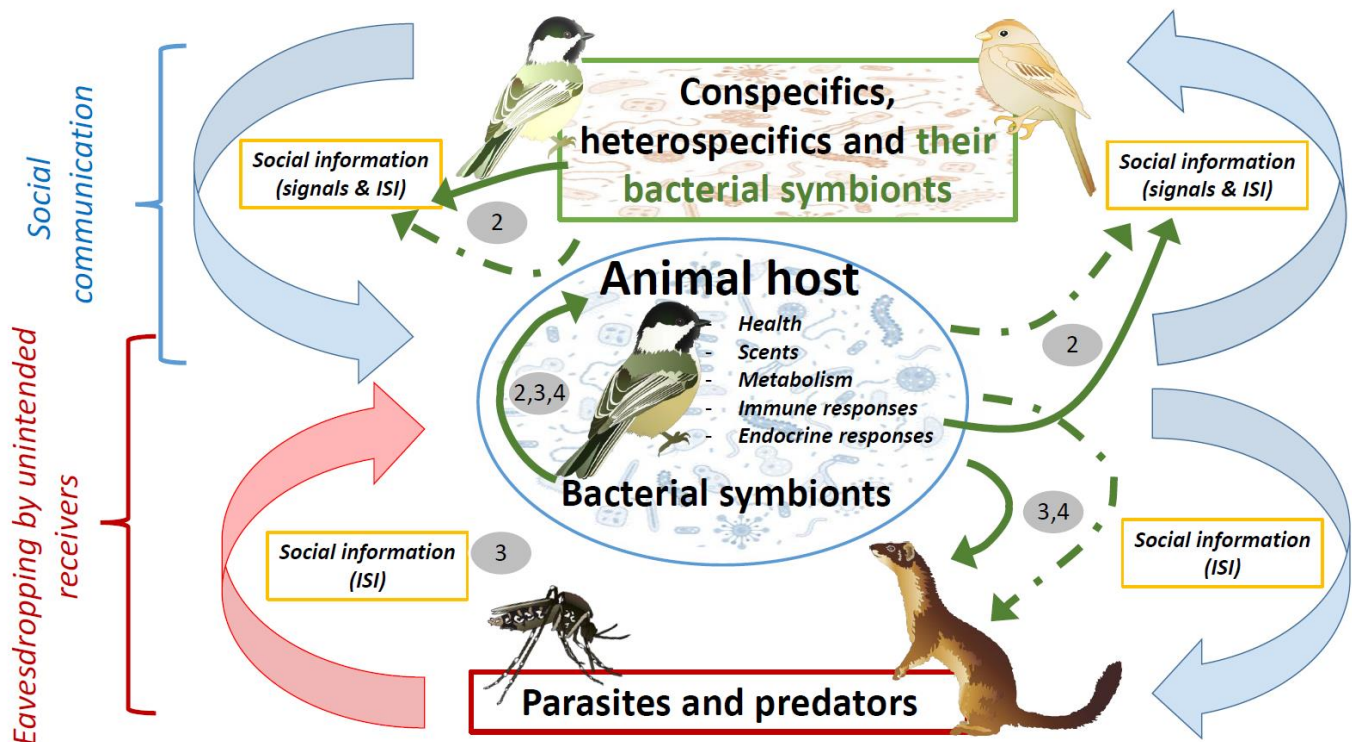 Social
communication
Eavesdropping by unintended
receivers
Conspecifics,
heterospecifics and their
bacterial symbionts
Social information
(signals & ISI)
2
Social information
(signals & ISI)
2
Animal host
- Health
- Scents
- Metabolism
- Immune responses
- Endocrine responses
2,3,4
Bacterial symbionts
3,4
Social information
(ISI)
3
Social information
(ISI)
Parasites and predators